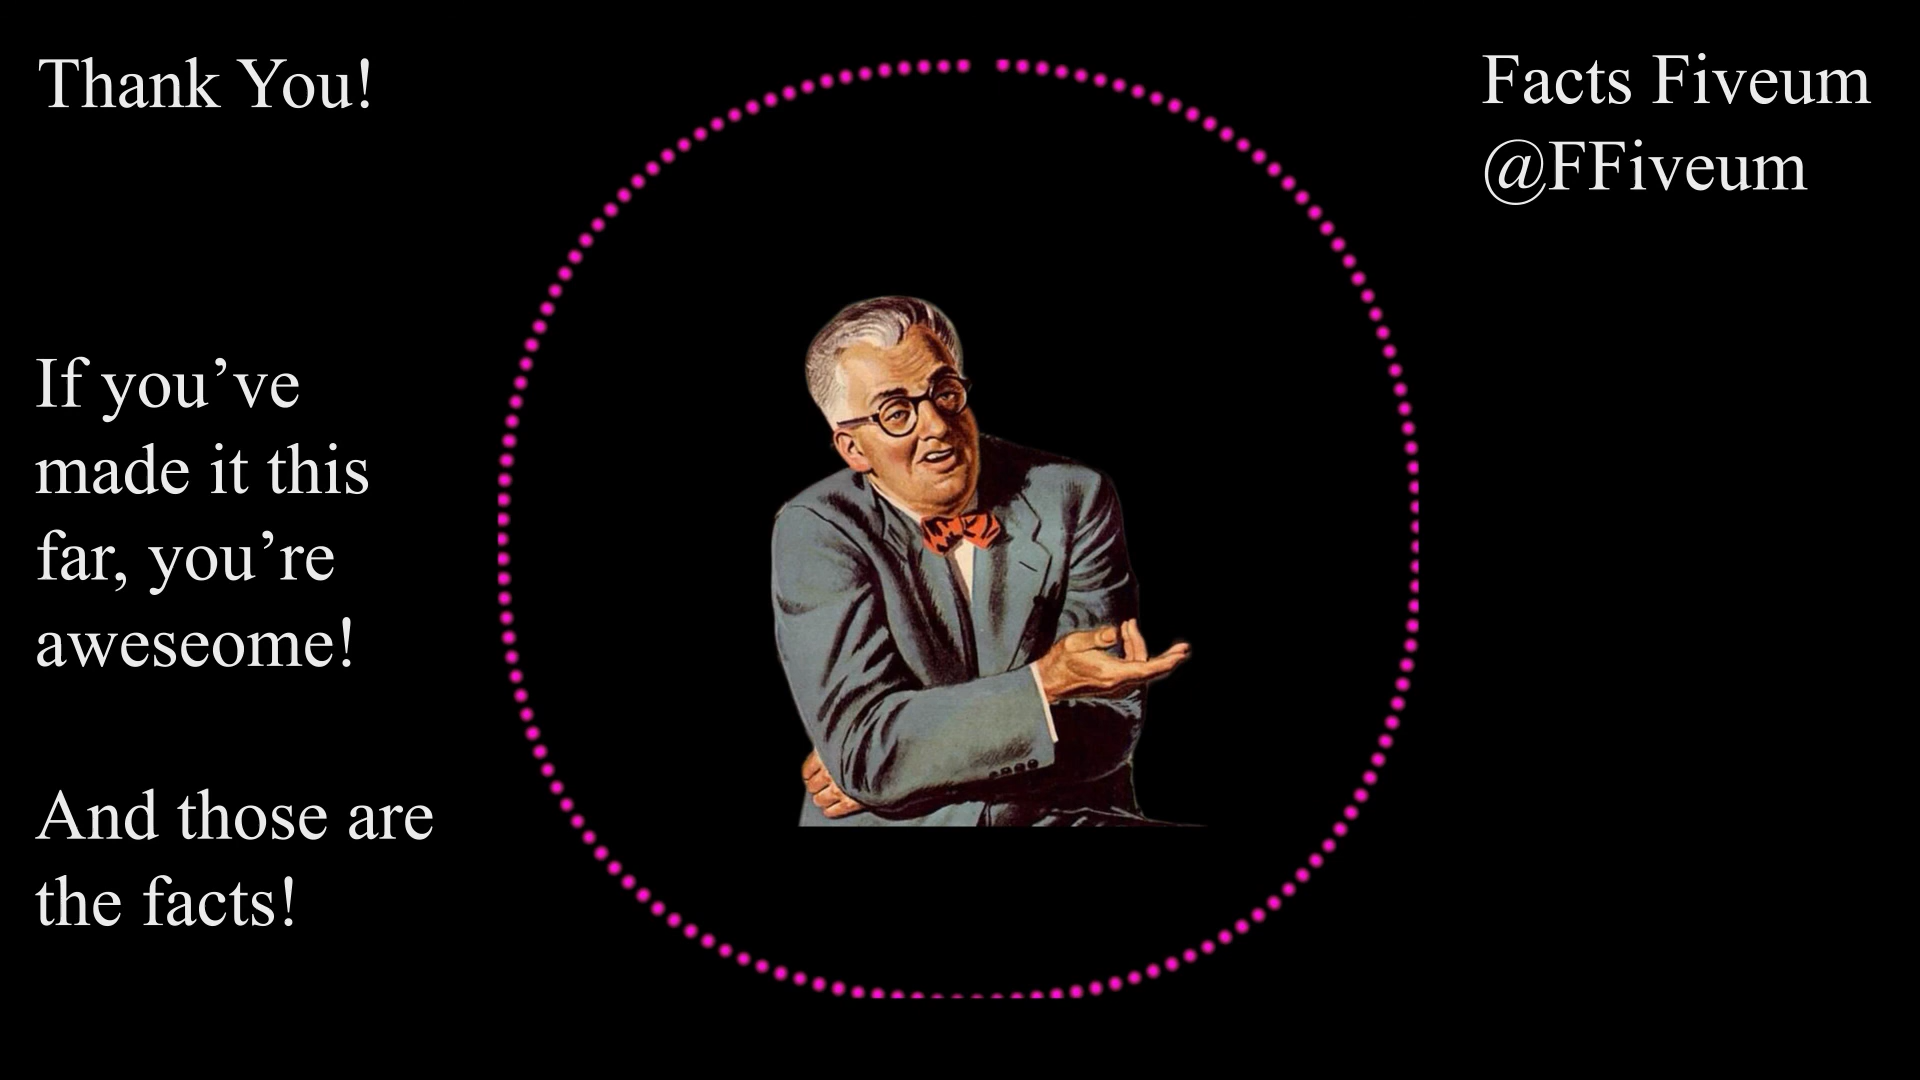 Thank You!
Facts Fiveum
@FFiveum
If you’ve
made it this
far, you’re
aweseome!
And those are
the facts!